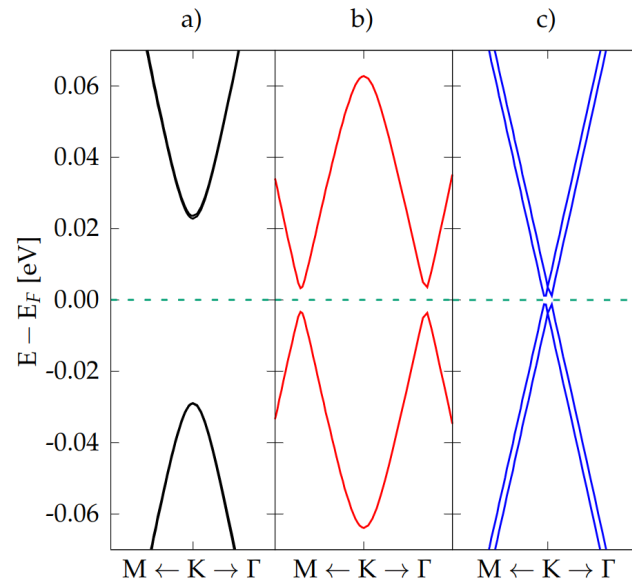 a) b) c)
0.06
0.04
0.02
0.00
-0.02
-0.04
-0.06
E − E_F [eV]
M ← K → Γ M ← K → Γ M ← K → Γ